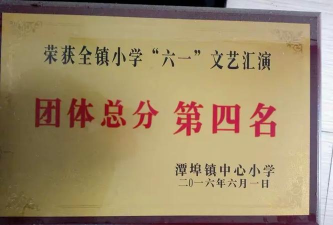 荣获全镇小学“六一”文艺汇演
团体总分 第四名
潭埠镇中心小学
二〇一六年六月一日